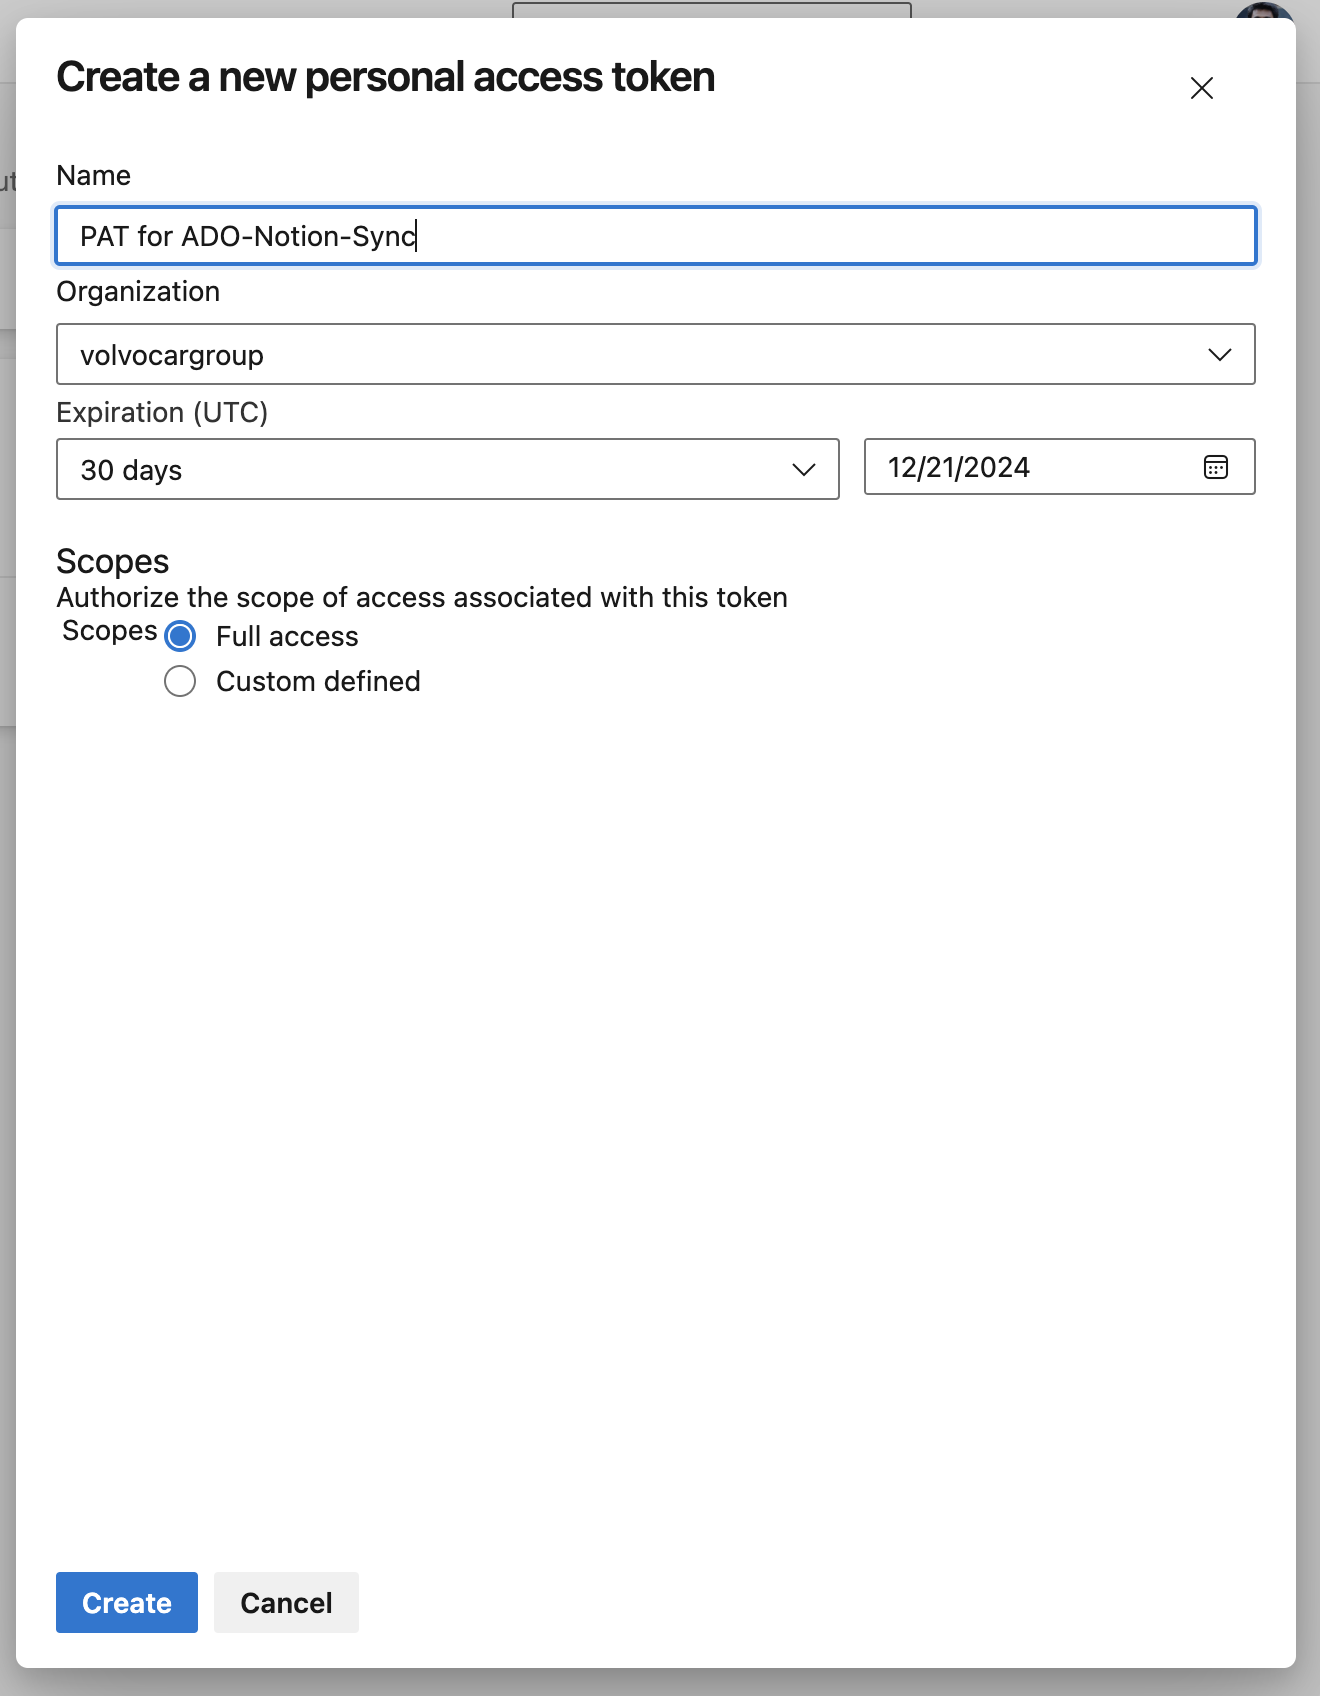 Create a new personal access token
Name
PAT for ADO-Notion-Sync
Organization
volvocargroup
Expiration (UTC)
30 days
12/21/2024
Scopes
Authorize the scope of access associated with this token
Scopes
Full access
Custom defined
Create
Cancel